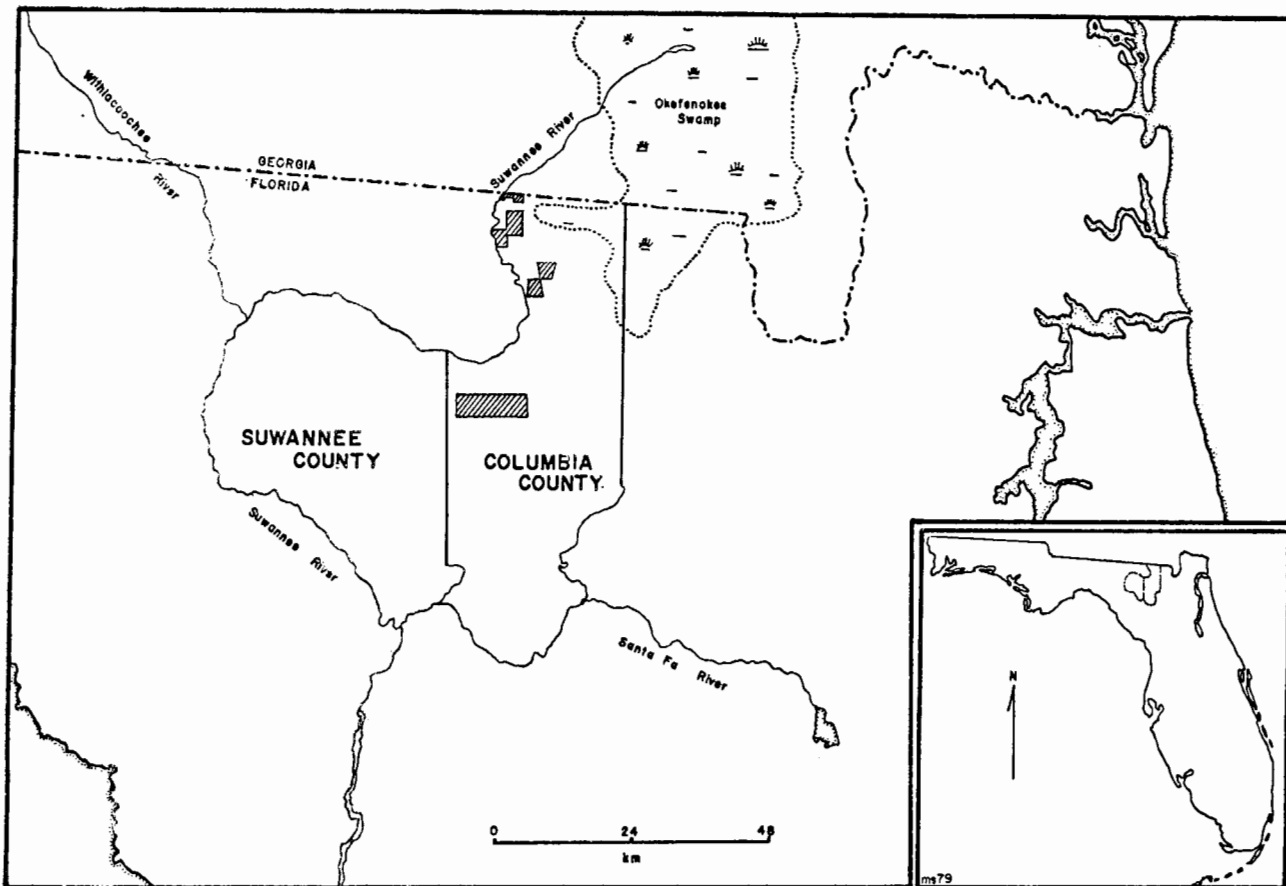 Withlacoochee
River
GEORGIA
FLORIDA
Suwannee River
Okefenokee
Swamp
SUWANNEE
COUNTY
COLUMBIA
COUNTY
Suwannee
River
Santa Fa River
0 24 48
km
N
ms79